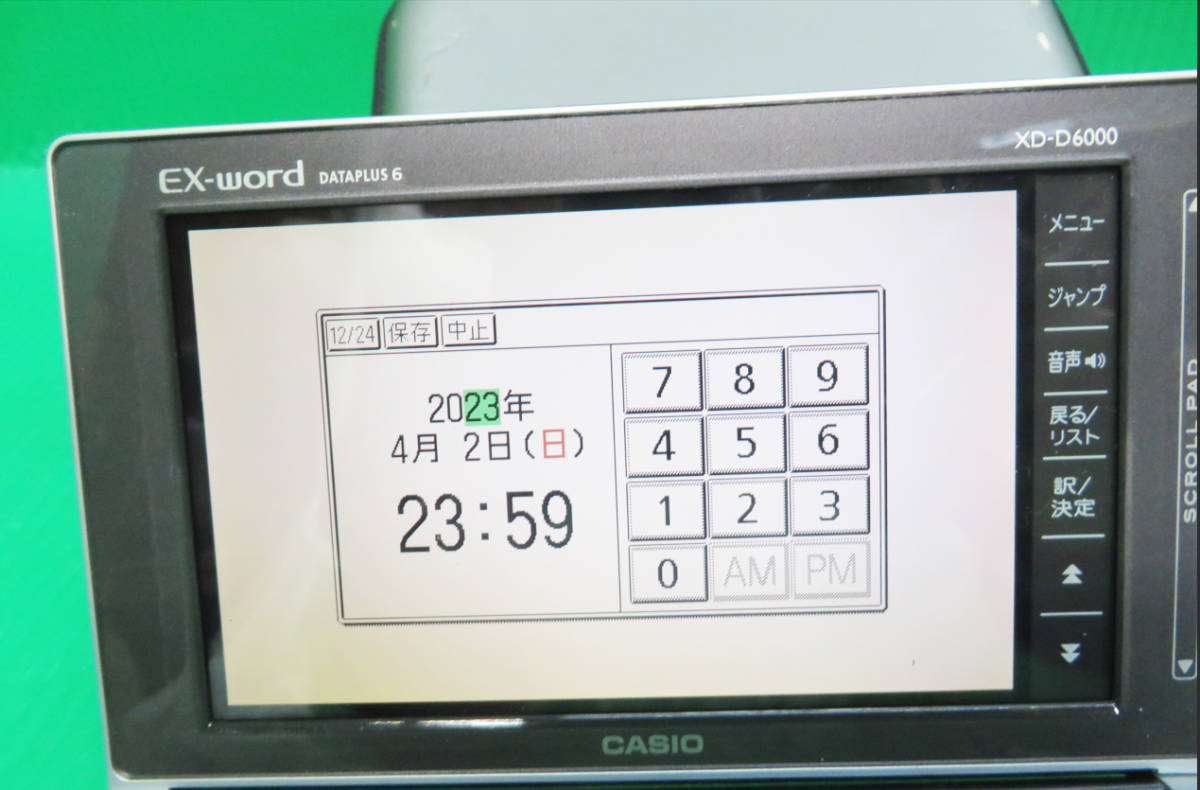 EX-word DATAPLUS 6
XD-D6000
12/24 保存 中止
2023年
4月 2日(日)
23:59
7 8 9
4 5 6
1 2 3
0 AM PM
メニュー
ジャンプ
音声
戻る/
リスト
訳/
決定
SCROLL PAD
CASIO